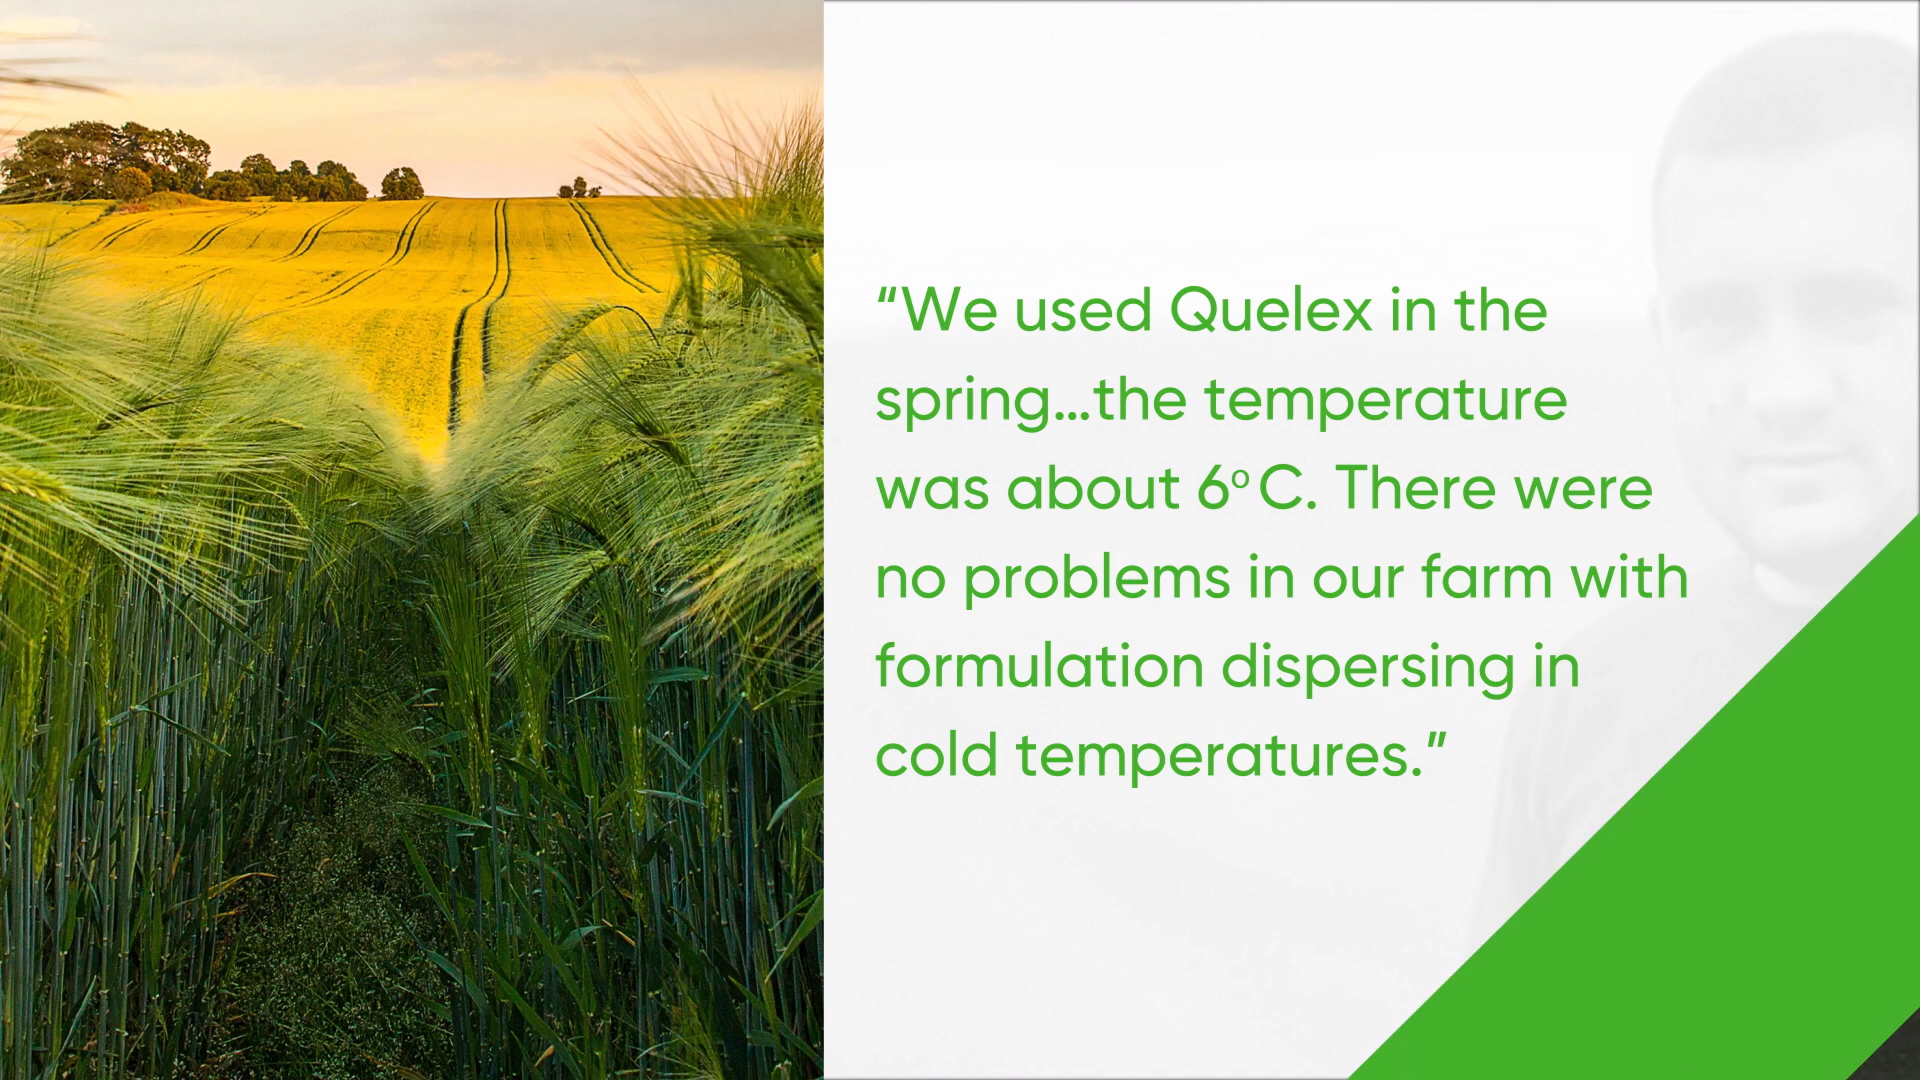 “We used Quelex in the
spring...the temperature
was about 6º C. There were
no problems in our farm with
formulation dispersing in
cold temperatures.”